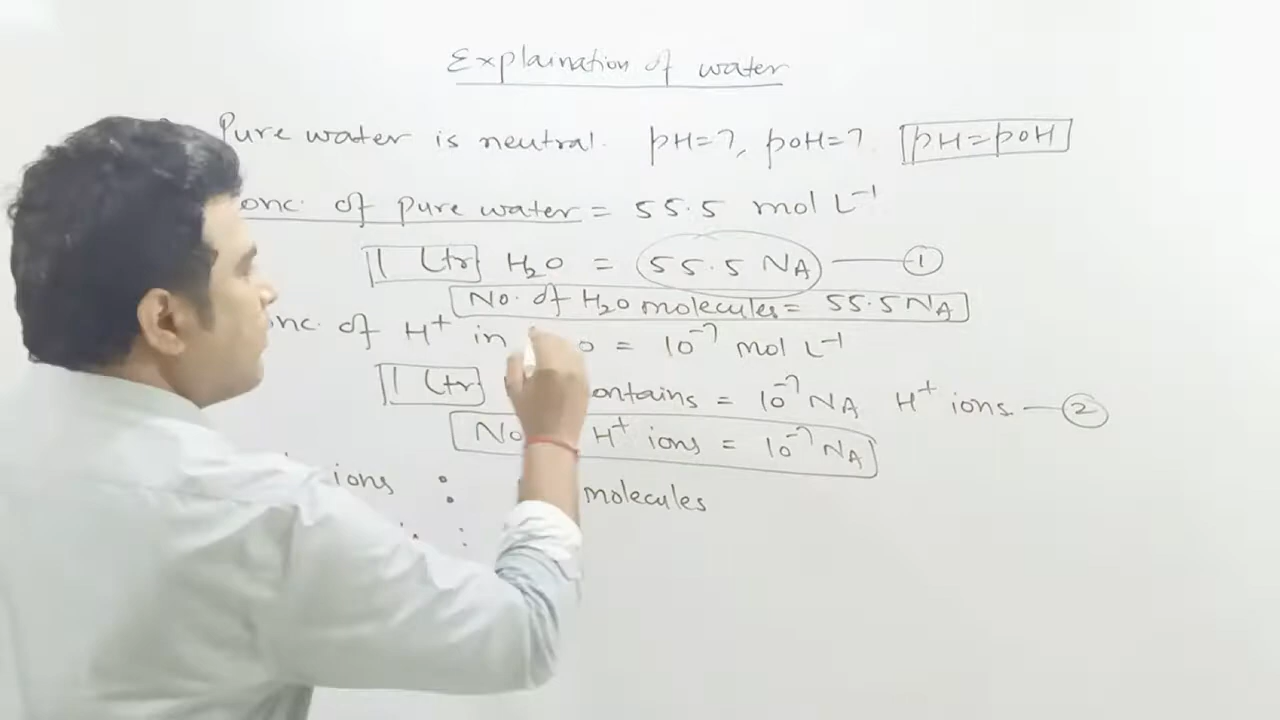 Explaination of water
Pure water is neutral. pH=7, pOH=7 pH=pOH
onc. of pure water = 55.5 mol L⁻¹
1 Ltr H₂O = 55.5 NA ①
No. of H₂O molecules = 55.5 NA
onc. of H⁺ in O = 10⁻⁷ mol L⁻¹
1 Ltr ontains = 10⁻⁷ NA H⁺ ions ②
No H⁺ ions = 10⁻⁷ NA
ions : molecules
: